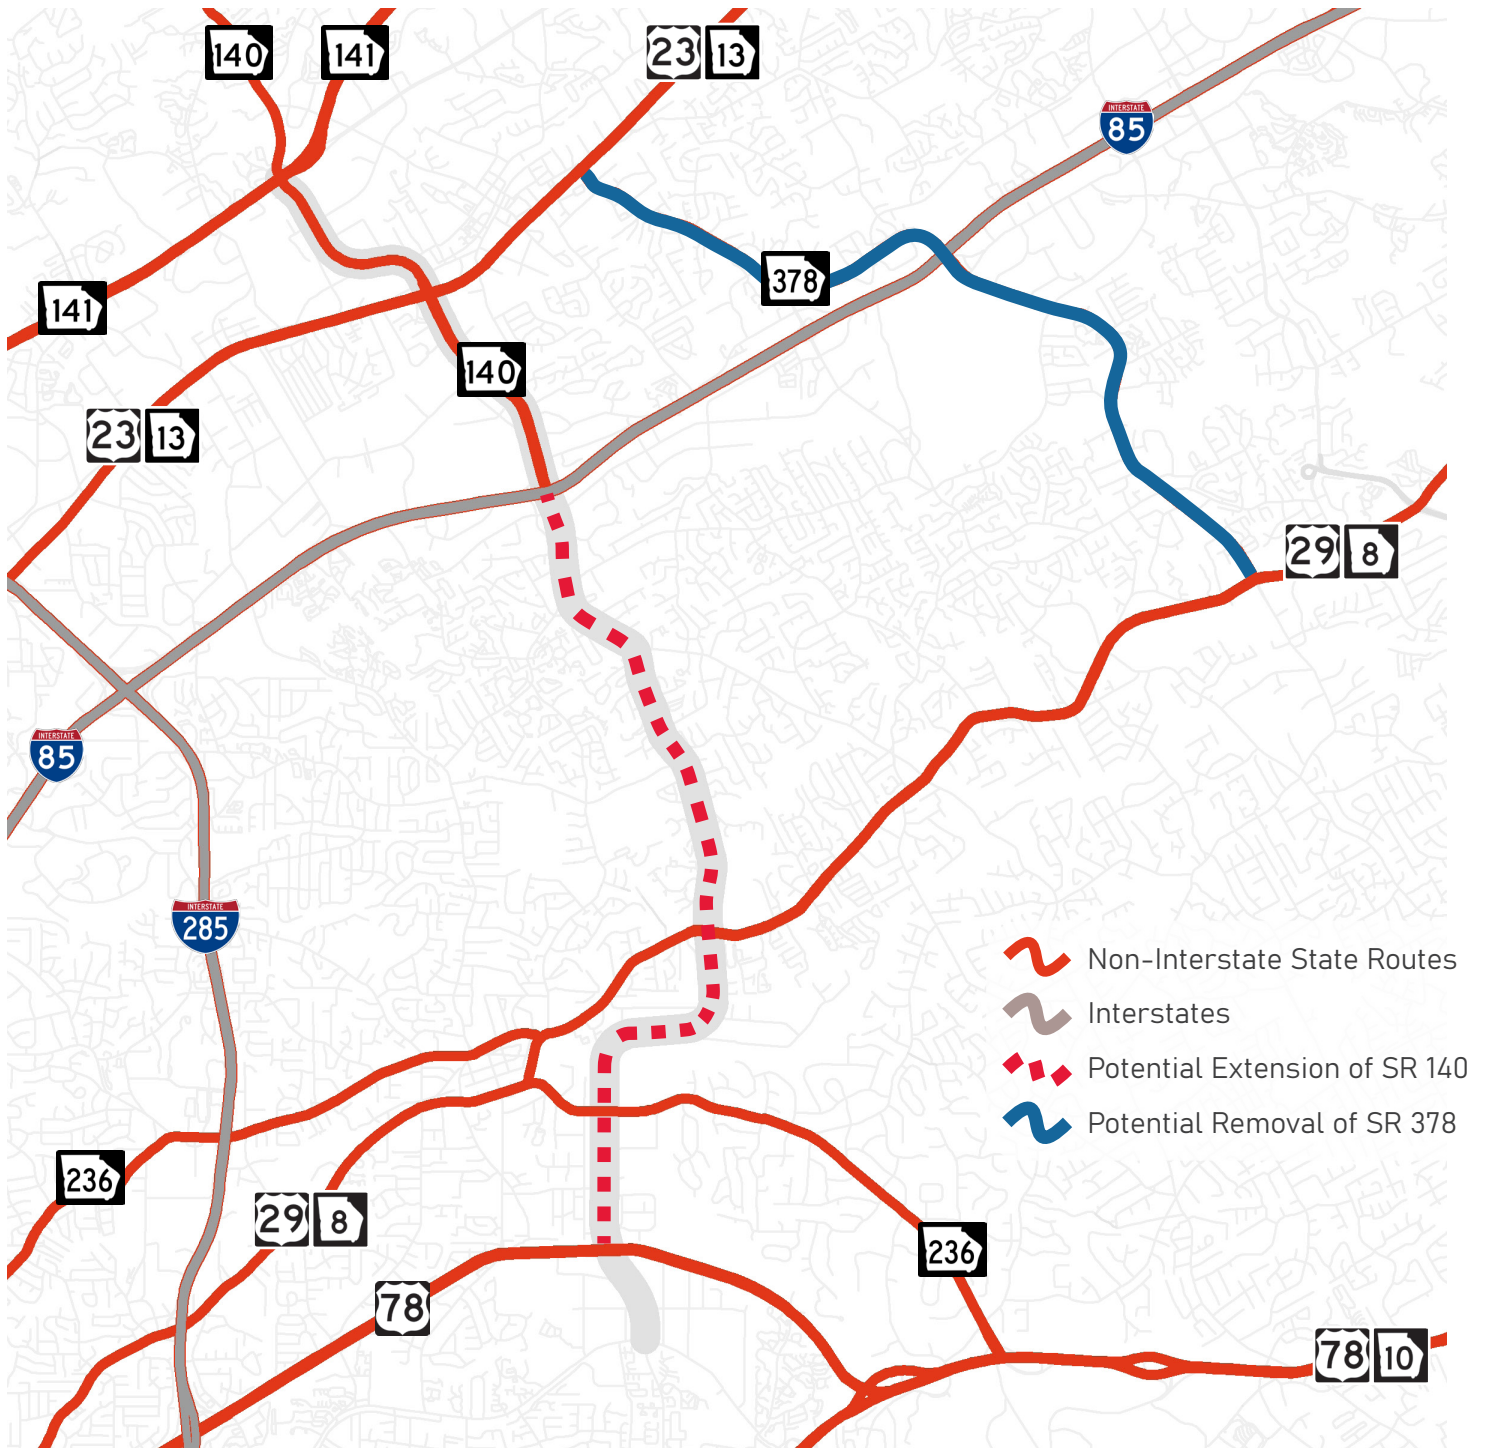 140
141
23 13
INTERSTATE
85
378
141
140
23 13
29 8
INTERSTATE
85
INTERSTATE
285
Non-Interstate State Routes
Interstates
Potential Extension of SR 140
Potential Removal of SR 378
236
29 8
236
78
78 10